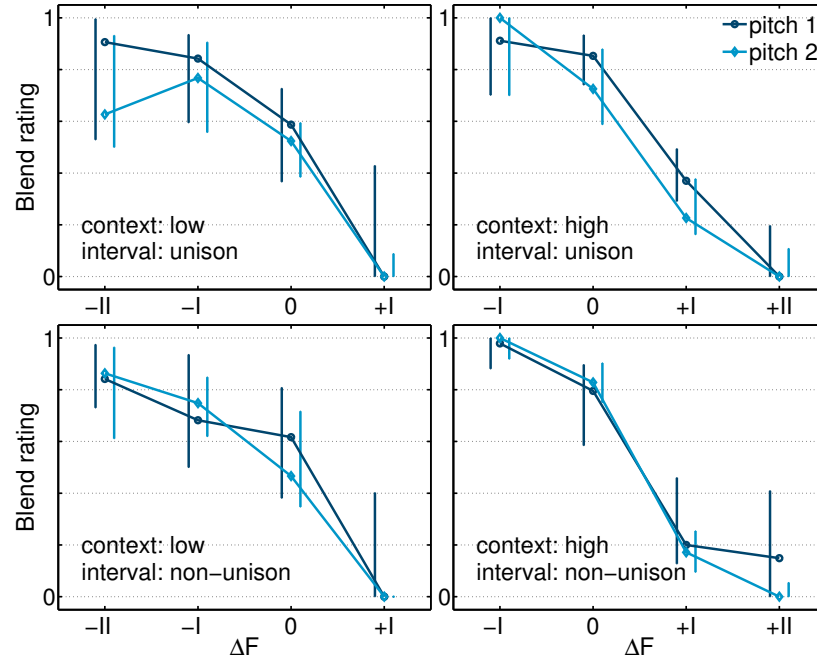 1
Blend rating
context: low
interval: unison
0
−II
−I
0
+I
1
pitch 1
pitch 2
context: high
interval: unison
0
−I
0
+I
+II
1
Blend rating
context: low
interval: non−unison
0
−II
−I
0
+I
ΔF
1
context: high
interval: non−unison
0
−I
0
+I
+II
ΔF